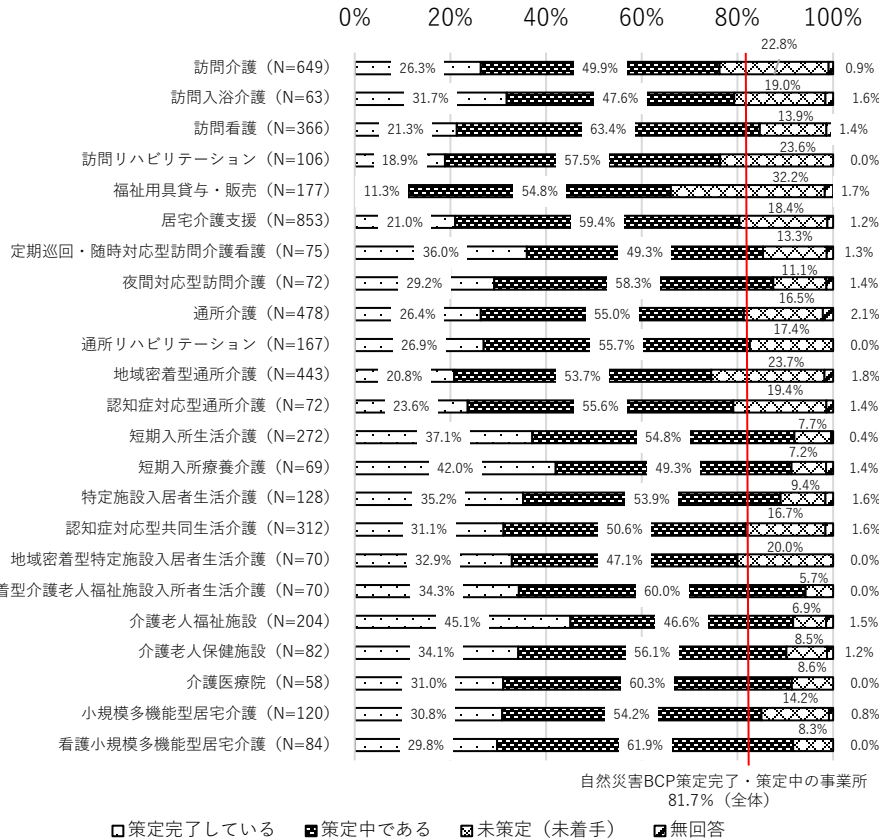 0% 20% 40% 60% 80% 100%
訪問介護（N=649） 26.3% 49.9% 22.8% 0.9%
訪問入浴介護（N=63） 31.7% 47.6% 19.0% 1.6%
訪問看護（N=366） 21.3% 63.4% 13.9% 1.4%
訪問リハビリテーション（N=106） 18.9% 57.5% 23.6% 0.0%
福祉用具貸与・販売（N=177） 11.3% 54.8% 32.2% 1.7%
居宅介護支援（N=853） 21.0% 59.4% 18.4% 1.2%
定期巡回・随時対応型訪問介護看護（N=75） 36.0% 49.3% 13.3% 1.3%
夜間対応型訪問介護（N=72） 29.2% 58.3% 11.1% 1.4%
通所介護（N=478） 26.4% 55.0% 16.5% 2.1%
通所リハビリテーション（N=167） 26.9% 55.7% 17.4% 0.0%
地域密着型通所介護（N=443） 20.8% 53.7% 23.7% 1.8%
認知症対応型通所介護（N=72） 23.6% 55.6% 19.4% 1.4%
短期入所生活介護（N=272） 37.1% 54.8% 7.7% 0.4%
短期入所療養介護（N=69） 42.0% 49.3% 7.2% 1.4%
特定施設入居者生活介護（N=128） 35.2% 53.9% 9.4% 1.6%
認知症対応型共同生活介護（N=312） 31.1% 50.6% 16.7% 1.6%
地域密着型特定施設入居者生活介護（N=70） 32.9% 47.1% 20.0% 0.0%
着型介護老人福祉施設入所者生活介護（N=70） 34.3% 60.0% 5.7% 0.0%
介護老人福祉施設（N=204） 45.1% 46.6% 6.9% 1.5%
介護老人保健施設（N=82） 34.1% 56.1% 8.5% 1.2%
介護医療院（N=58） 31.0% 60.3% 8.6% 0.0%
小規模多機能型居宅介護（N=120） 30.8% 54.2% 14.2% 0.8%
看護小規模多機能型居宅介護（N=84） 29.8% 61.9% 8.3% 0.0%
自然災害BCP策定完了・策定中の事業所
81.7%（全体）
策定完了している 策定中である 未策定（未着手） 無回答